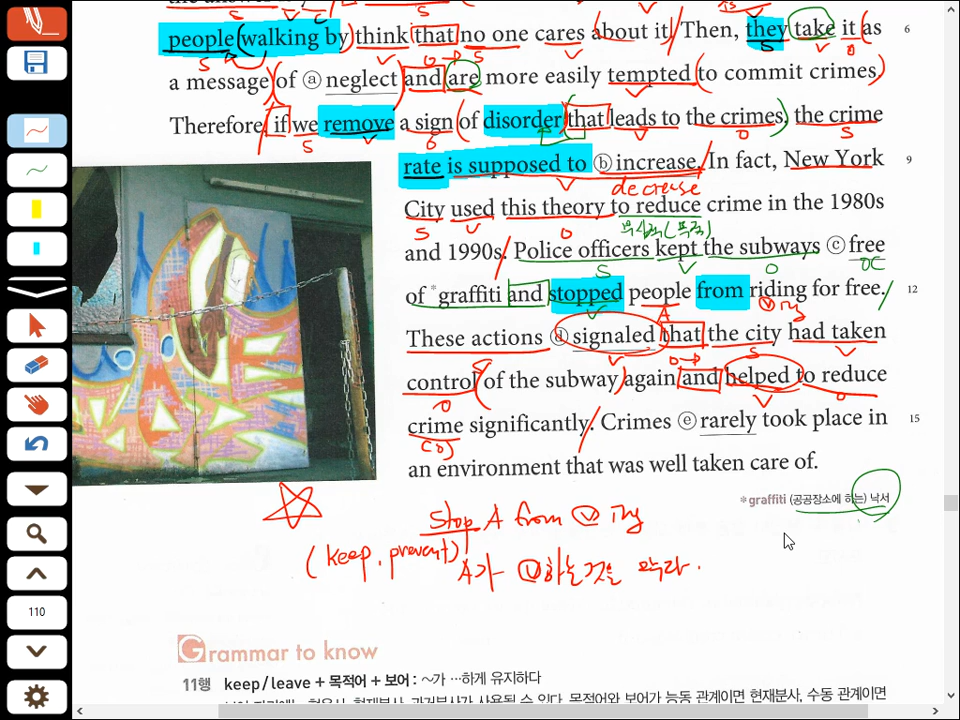 people (walking by) think that no one cares about it. Then, they take it as
a message of ⓐ neglect and are more easily tempted to commit crimes.
Therefore, if we remove a sign of disorder that leads to the crimes, the crime
rate is supposed to ⓑ increase. In fact, New York
decrease
City used this theory to reduce crime in the 1980s
and 1990s. Police officers kept the subways ⓒ free
of *graffiti and stopped people from riding for free.
These actions ⓓ signaled that the city had taken
control of the subway again and helped to reduce
crime significantly. Crimes ⓔ rarely took place in
an environment that was well taken care of.
6
9
12
15
*graffiti (공공장소에 하는) 낙서
Stop A from ⓥ ing
(keep, prevent)
A가 ⓥ하는 것을 막다.
Grammar to know
11행 keep/leave + 목적어 + 보어 : ~가 …하게 유지하다
110